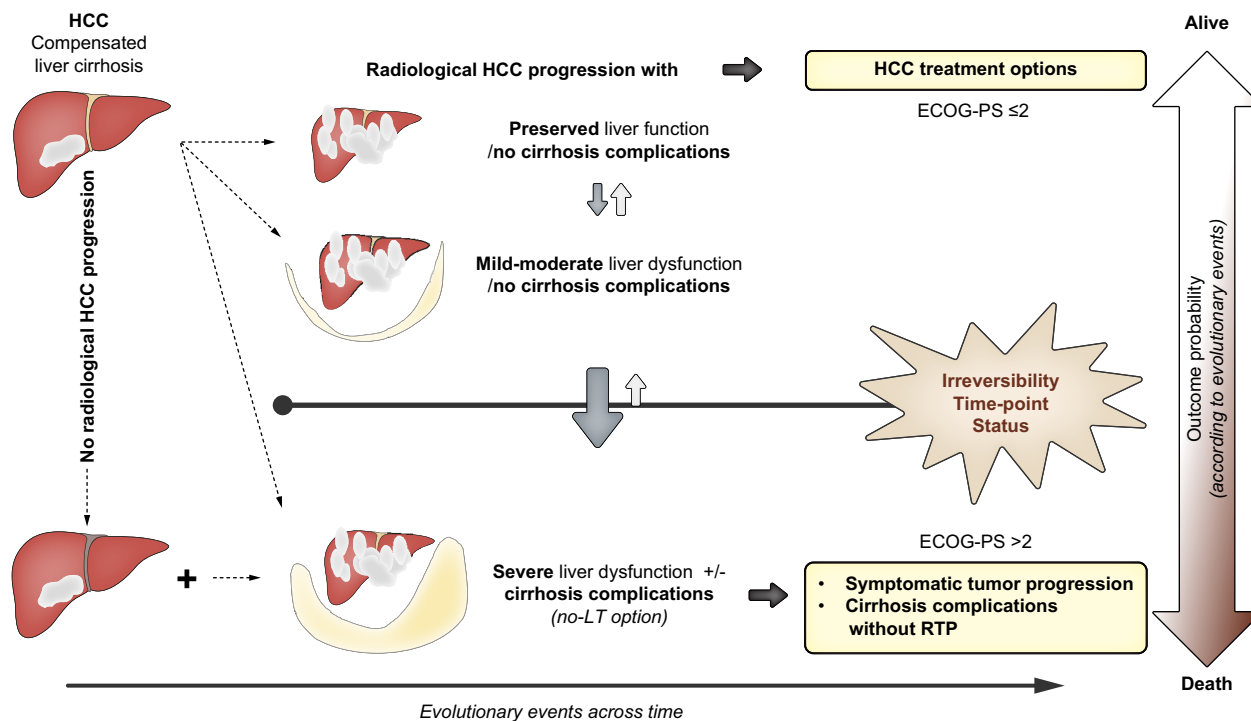 HCC
Compensated
liver cirrhosis
Radiological HCC progression with
HCC treatment options
ECOG-PS ≤2
Alive
Preserved liver function
/no cirrhosis complications
No radiological HCC progression
Mild-moderate liver dysfunction
/no cirrhosis complications
Irreversibility
Time-point
Status
Outcome probability
(according to evolutionary events)
ECOG-PS >2
+
Severe liver dysfunction +/-
cirrhosis complications
(no-LT option)
• Symptomatic tumor progression
• Cirrhosis complications
without RTP
Death
Evolutionary events across time